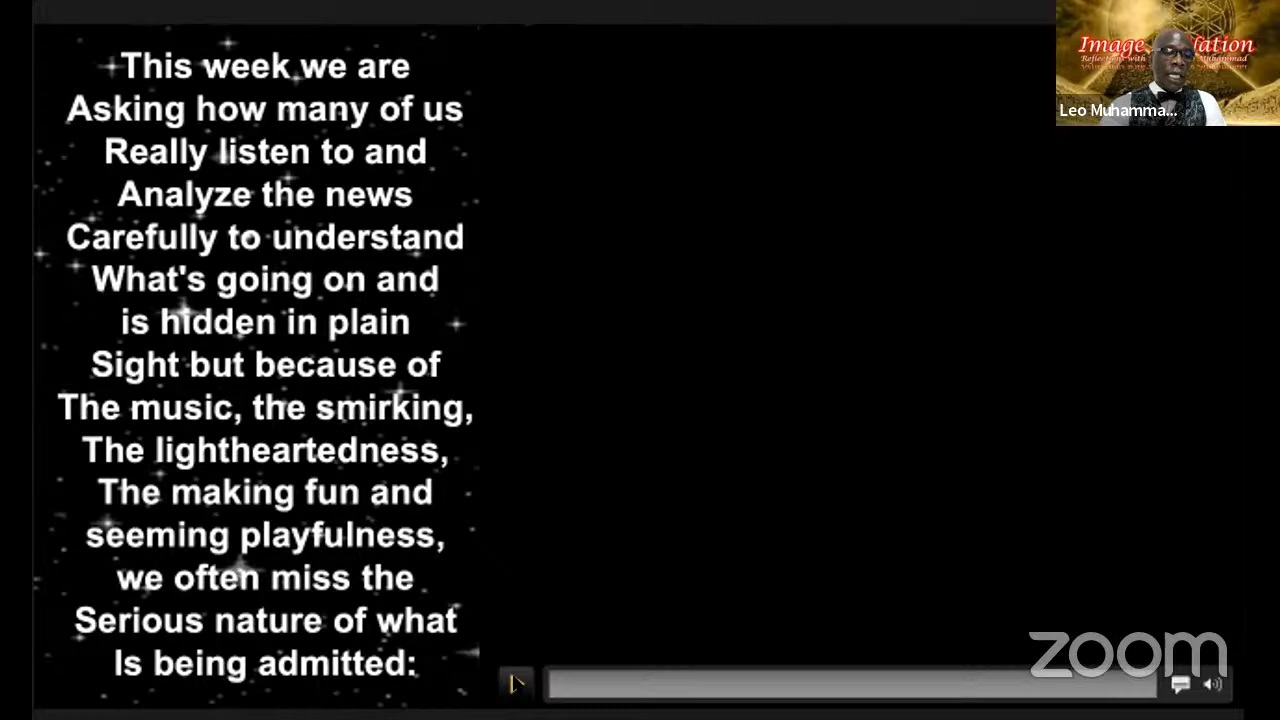 This week we are
Asking how many of us
Really listen to and
Analyze the news
Carefully to understand
What's going on and
is hidden in plain
Sight but because of
The music, the smirking,
The lightheartedness,
The making fun and
seeming playfulness,
we often miss the
Serious nature of what
Is being admitted:
Image
Reflections with
Leo Muhamma...
zoom